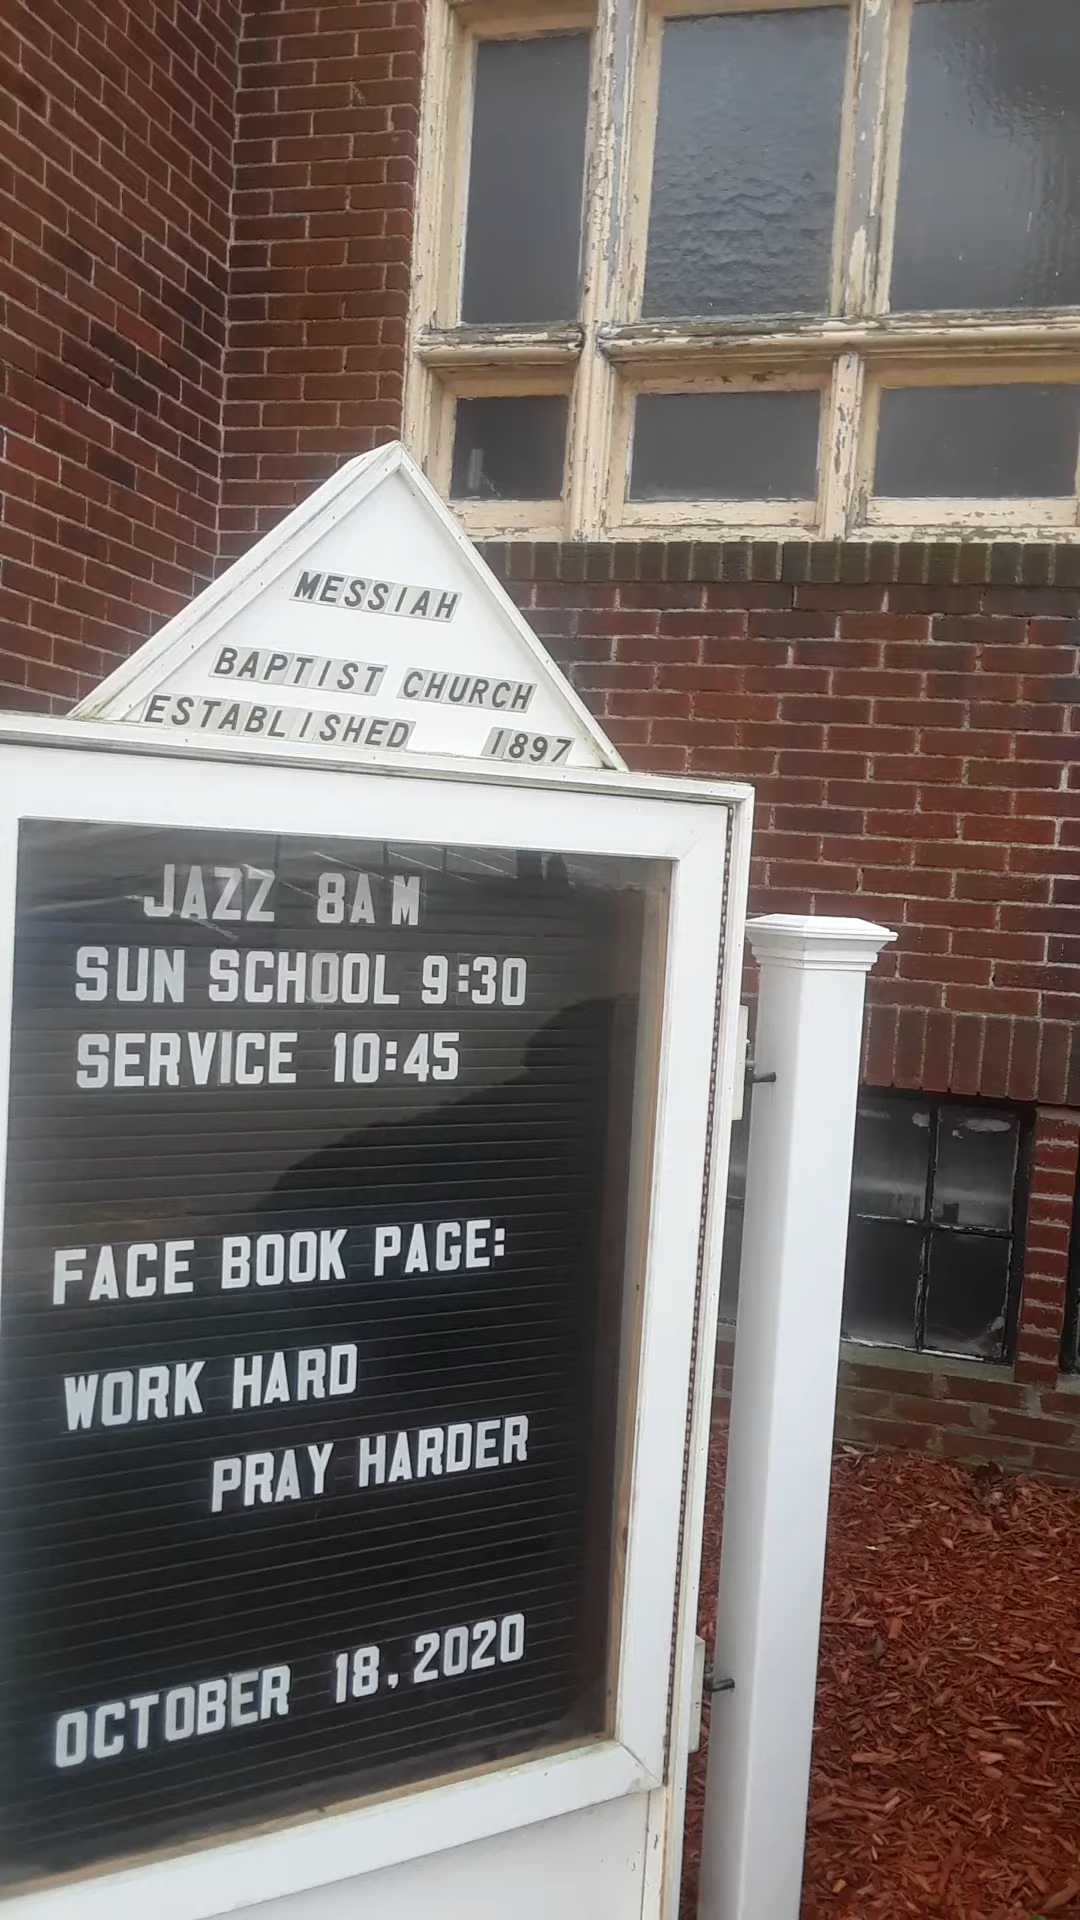 MESSIAH
BAPTIST CHURCH
ESTABLISHED 1897
JAZZ 8AM
SUN SCHOOL 9:30
SERVICE 10:45
FACE BOOK PAGE:
WORK HARD
PRAY HARDER
OCTOBER 18, 2020